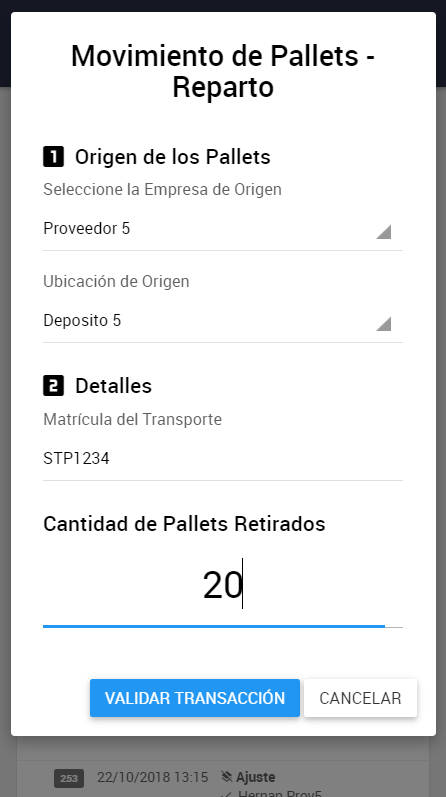 Movimiento de Pallets -
Reparto
1 Origen de los Pallets
Seleccione la Empresa de Origen
Proveedor 5
Ubicación de Origen
Deposito 5
2 Detalles
Matrícula del Transporte
STP1234
Cantidad de Pallets Retirados
20
VALIDAR TRANSACCIÓN CANCELAR
253 22/10/2018 13:15 Ajuste
Hernan Prov5